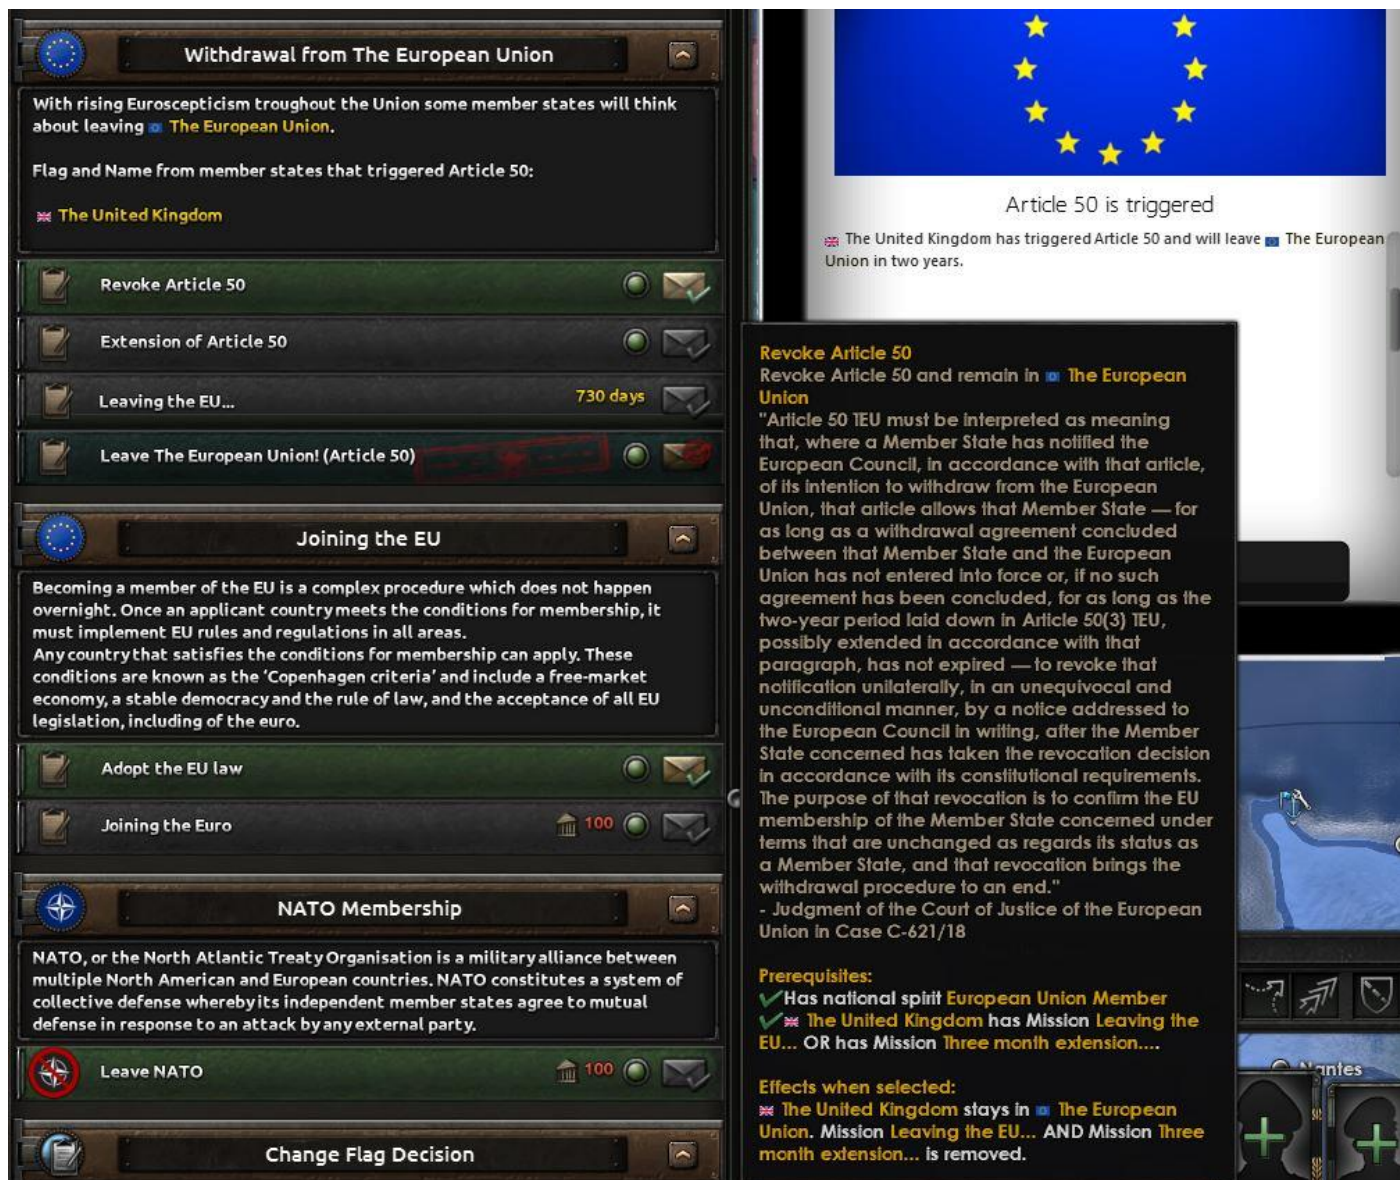 Withdrawal from The European Union
With rising Euroscepticism troughout the Union some member states will think
about leaving The European Union.
Flag and Name from member states that triggered Article 50:
The United Kingdom
Revoke Article 50
Extension of Article 50
Leaving the EU...
730 days
Leave The European Union! (Article 50)
Joining the EU
Becoming a member of the EU is a complex procedure which does not happen
overnight. Once an applicant country meets the conditions for membership, it
must implement EU rules and regulations in all areas.
Any country that satisfies the conditions for membership can apply. These
conditions are known as the 'Copenhagen criteria' and include a free-market
economy, a stable democracy and the rule of law, and the acceptance of all EU
legislation, including of the euro.
Adopt the EU law
Joining the Euro
100
NATO Membership
NATO, or the North Atlantic Treaty Organisation is a military alliance between
multiple North American and European countries. NATO constitutes a system of
collective defense whereby its independent member states agree to mutual
defense in response to an attack by any external party.
Leave NATO
100
Change Flag Decision
Article 50 is triggered
The United Kingdom has triggered Article 50 and will leave The European
Union in two years.
Revoke Article 50
Revoke Article 50 and remain in The European
Union
"Article 50 TEU must be interpreted as meaning
that, where a Member State has notified the
European Council, in accordance with that article,
of its intention to withdraw from the European
Union, that article allows that Member State — for
as long as a withdrawal agreement concluded
between that Member State and the European
Union has not entered into force or, if no such
agreement has been concluded, for as long as the
two-year period laid down in Article 50(3) TEU,
possibly extended in accordance with that
paragraph, has not expired — to revoke that
notification unilaterally, in an unequivocal and
unconditional manner, by a notice addressed to
the European Council in writing, after the Member
State concerned has taken the revocation decision
in accordance with its constitutional requirements.
The purpose of that revocation is to confirm the EU
membership of the Member State concerned under
terms that are unchanged as regards its status as
a Member State, and that revocation brings the
withdrawal procedure to an end."
- Judgment of the Court of Justice of the European
Union in Case C-621/18
Prerequisites:
Has national spirit European Union Member
The United Kingdom has Mission Leaving the
EU... OR has Mission Three month extension....
Effects when selected:
The United Kingdom stays in The European
Union. Mission Leaving the EU... AND Mission Three
month extension... is removed.
Nantes